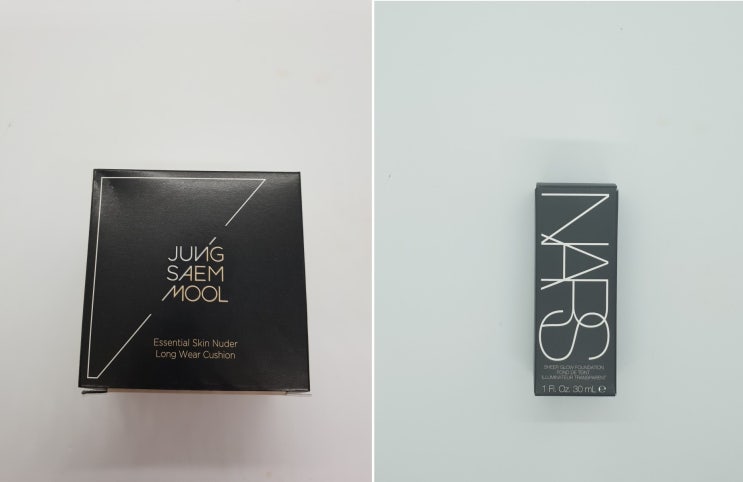 JUNG
SAEM
MOOL
Essential Skin Nuder
Long Wear Cushion
NARS
SHEER GLOW FOUNDATION
FOND DE TEINT
ILLUMINATEUR TRANSPARENT
1 Fl. Oz. 30 mL ℮